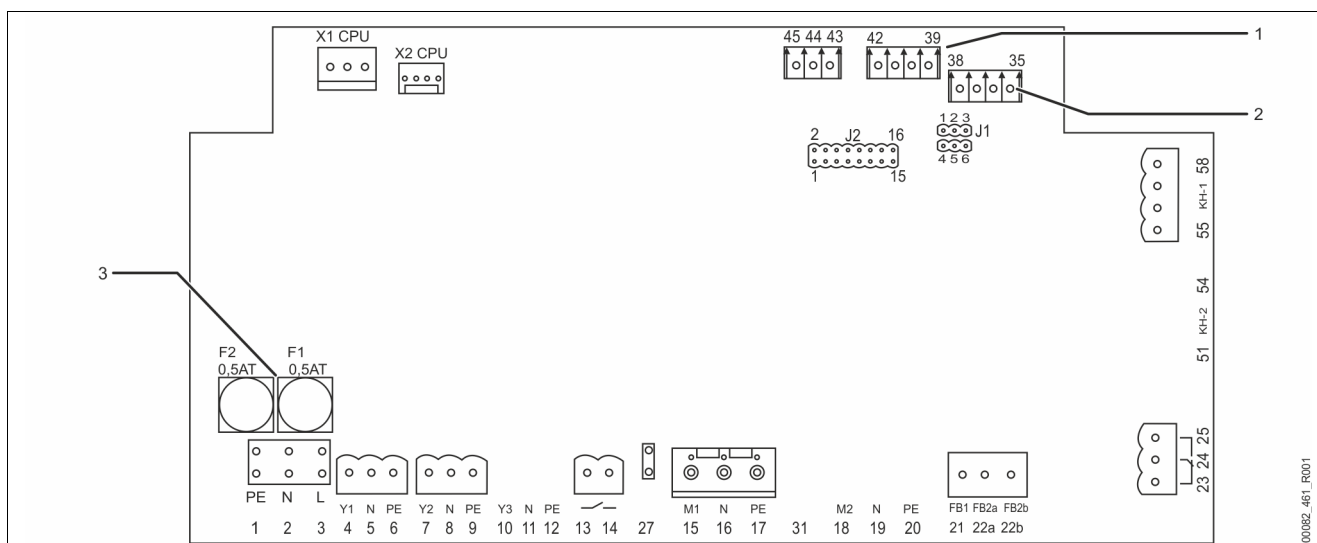 X1 CPU
X2 CPU
45 44 43
42 39
38 35
1
2
1 2 3
J1
4 5 6
2 J2 16
1 15
58
KH-1
55
54
KH-2
51
3
F2 F1
0,5AT 0,5AT
25
24
23
PE N L
Y1 N PE Y2 N PE Y3 N PE M1 N PE M2 N PE FB1 FB2a FB2b
1 2 3 4 5 6 7 8 9 10 11 12 13 14 27 15 16 17 31 18 19 20 21 22a 22b
00082_461_R001